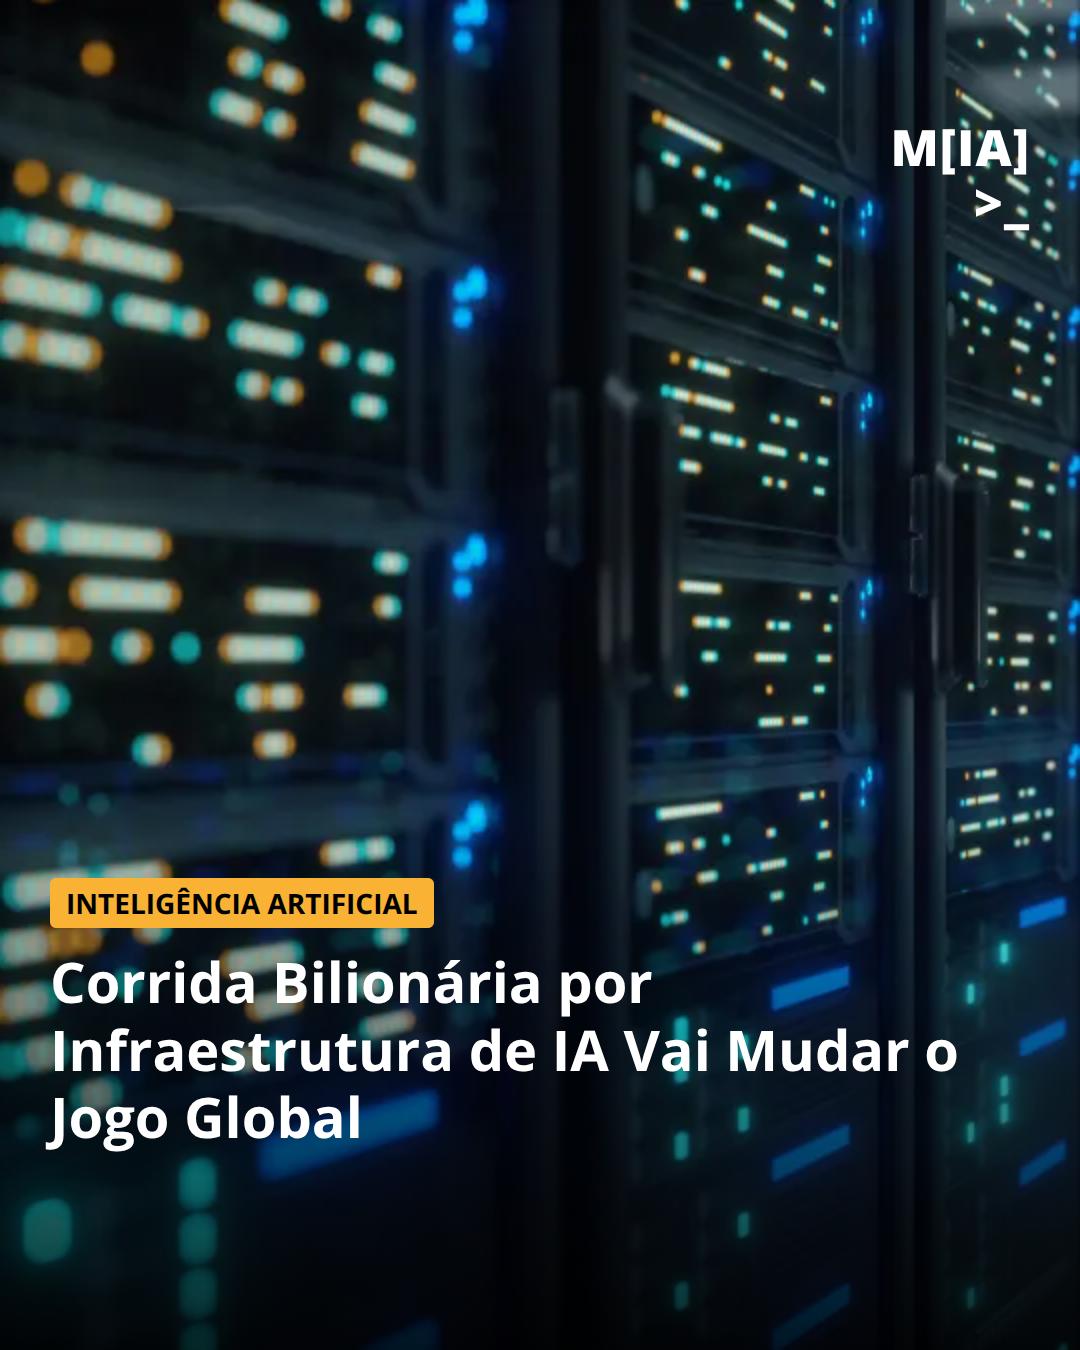 M[IA]
>_
INTELIGÊNCIA ARTIFICIAL
Corrida Bilionária por
Infraestrutura de IA Vai Mudar o
Jogo Global